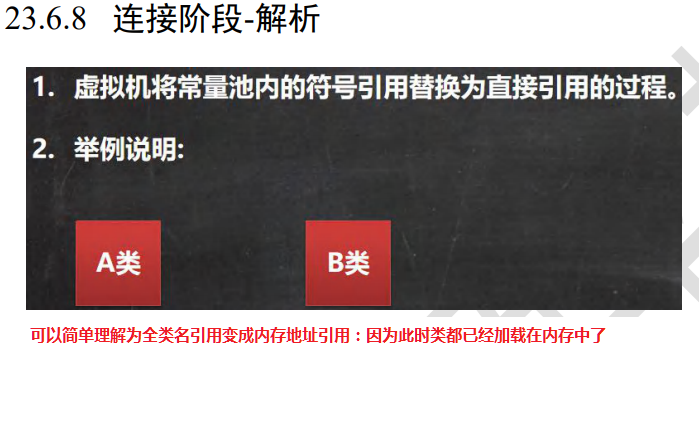 23.6.8 连接阶段-解析
1. 虚拟机将常量池内的符号引用替换为直接引用的过程。
2. 举例说明:
A类 B类
可以简单理解为全类名引用变成内存地址引用：因为此时类都已经加载在内存中了